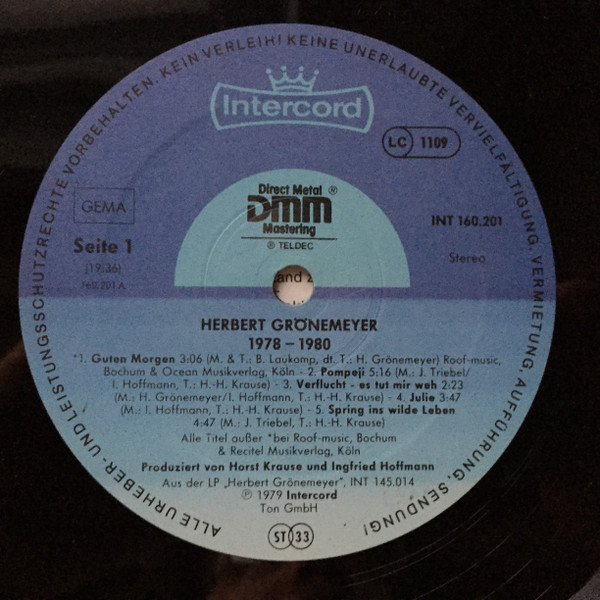 ALLE URHEBER- UND LEISTUNGSSCHUTZRECHTE VORBEHALTEN. KEIN VERLEIH! KEINE UNERLAUBTE VERVIELFÄLTIGUNG, VERMIETUNG, AUFFÜHRUNG, SENDUNG!
Intercord
LC 1109
Direct Metal ®
DMM
Mastering
® TELDEC
GEMA
INT 160.201
Seite 1
Stereo
(19:36)
160.201 A
and
HERBERT GRÖNEMEYER
1978 – 1980
*1. Guten Morgen 3:06 (M. & T.: B. Laukamp, dt. T.: H. Grönemeyer) Roof-music,
Bochum & Ocean Musikverlag, Köln - 2. Pompeji 5:16 (M.: J. Triebel/
I. Hoffmann, T.: H.-H. Krause) - 3. Verflucht - es tut mir weh 2:23
(M.: H. Grönemeyer/I. Hoffmann, T.: H.-H. Krause) - 4. Julie 3:47
(M.: I. Hoffmann, T.: H.-H. Krause) - 5. Spring ins wilde Leben
4:47 (M.: J. Triebel, T.: H.-H. Krause)
Alle Titel außer *bei Roof-music, Bochum
& Recitel Musikverlag, Köln
Produziert von Horst Krause und Ingfried Hoffmann
Aus der LP „Herbert Grönemeyer", INT 145.014
Ⓟ 1979 Intercord
Ton GmbH
ST 33